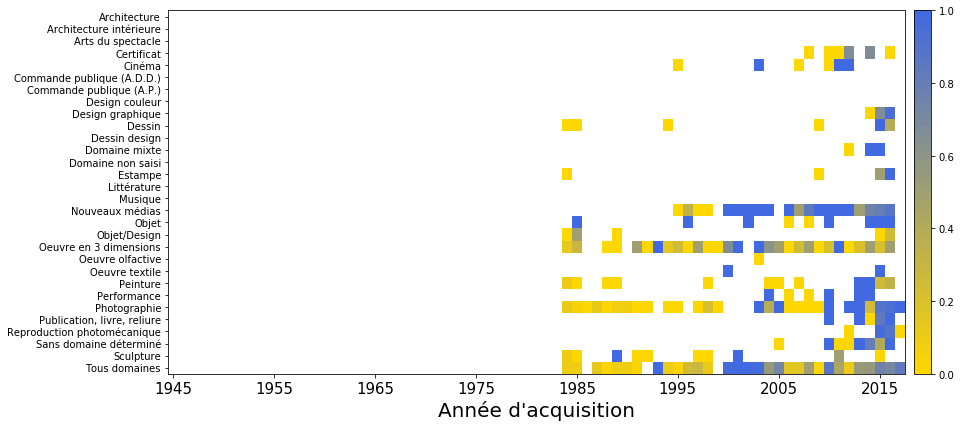 Architecture
Architecture intérieure
Arts du spectacle
Certificat
Cinéma
Commande publique (A.D.D.)
Commande publique (A.P.)
Design couleur
Design graphique
Dessin
Dessin design
Domaine mixte
Domaine non saisi
Estampe
Littérature
Musique
Nouveaux médias
Objet
Objet/Design
Oeuvre en 3 dimensions
Oeuvre olfactive
Oeuvre textile
Peinture
Performance
Photographie
Publication, livre, reliure
Reproduction photomécanique
Sans domaine déterminé
Sculpture
Tous domaines
1945 1955 1965 1975 1985 1995 2005 2015
Année d'acquisition
1.0
0.8
0.6
0.4
0.2
0.0